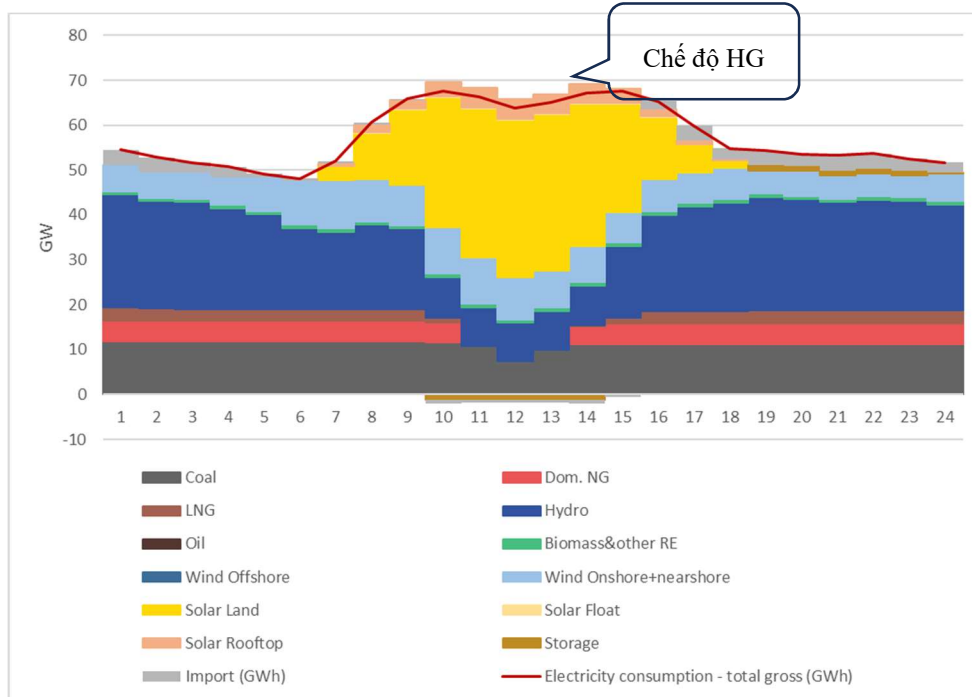 Chế độ HG
80
70
60
50
40
30
20
10
0
-10
GW
1 2 3 4 5 6 7 8 9 10 11 12 13 14 15 16 17 18 19 20 21 22 23 24
Coal Dom. NG
LNG Hydro
Oil Biomass&other RE
Wind Offshore Wind Onshore+nearshore
Solar Land Solar Float
Solar Rooftop Storage
Import (GWh) Electricity consumption - total gross (GWh)